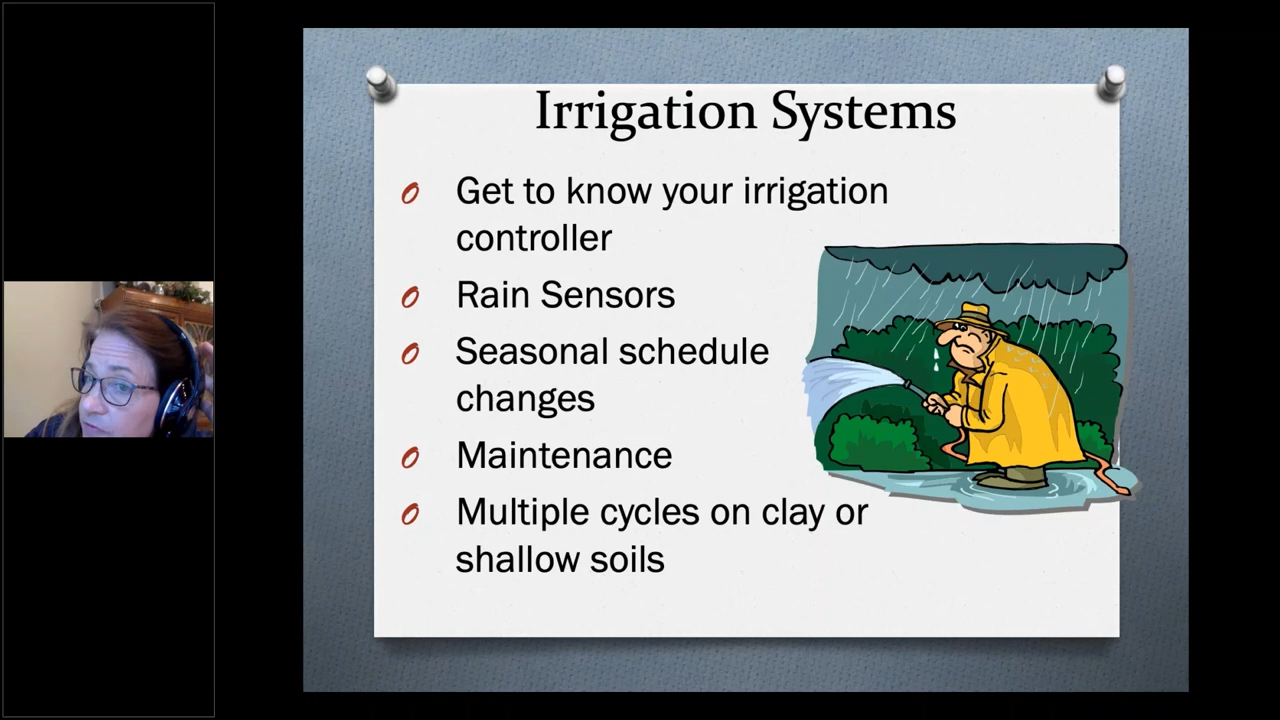 Irrigation Systems
Get to know your irrigation
controller
Rain Sensors
Seasonal schedule
changes
Maintenance
Multiple cycles on clay or
shallow soils